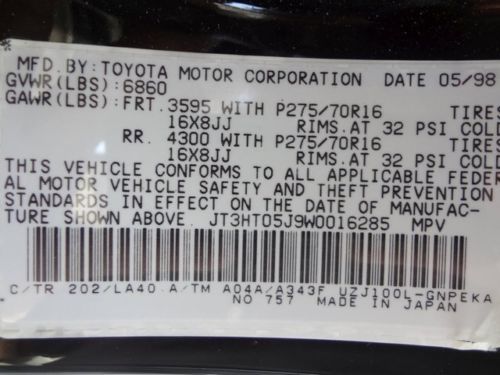 MFD. BY: TOYOTA MOTOR CORPORATION DATE 05/98
GVWR(LBS):6860
GAWR(LBS): FRT. 3595 WITH P275/70R16 TIRES
16X8JJ RIMS. AT 32 PSI COLD
RR. 4300 WITH P275/70R16 TIRES
16X8JJ RIMS. AT 32 PSI COLD
THIS VEHICLE CONFORMS TO ALL APPLICABLE FEDER-
AL MOTOR VEHICLE SAFETY AND THEFT PREVENTION
STANDARDS IN EFFECT ON THE DATE OF MANUFAC-
TURE SHOWN ABOVE. JT3HT05J9W0016285 MPV
C/TR 202/LA40. A/TM A04A/A343F UZJ100L-GNPEKA
NO 757 MADE IN JAPAN